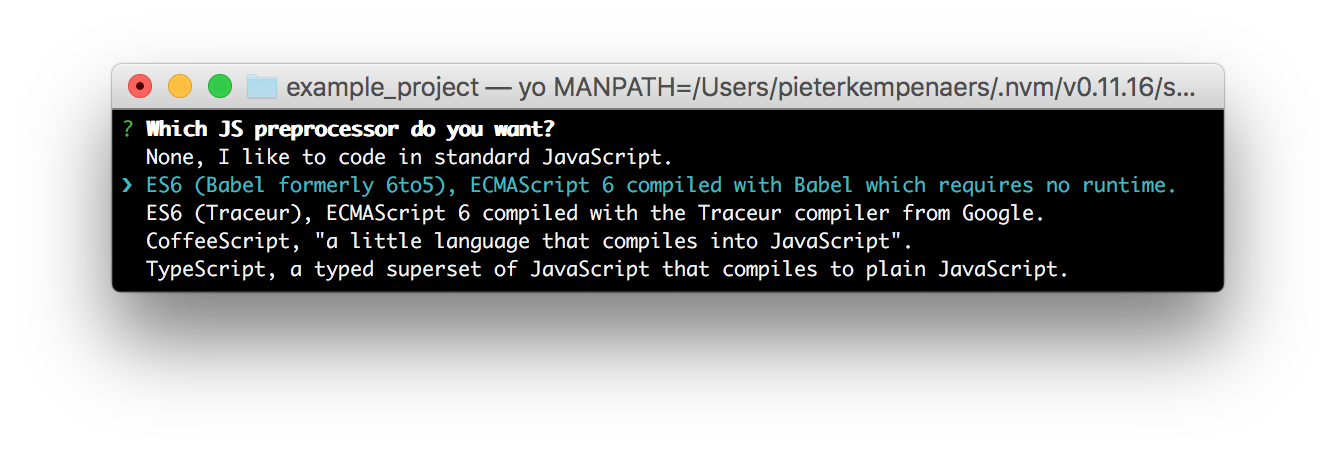 example_project — yo MANPATH=/Users/pieterkempenaers/.nvm/v0.11.16/s...
? Which JS preprocessor do you want?
None, I like to code in standard JavaScript.
❯ ES6 (Babel formerly 6to5), ECMAScript 6 compiled with Babel which requires no runtime.
ES6 (Traceur), ECMAScript 6 compiled with the Traceur compiler from Google.
CoffeeScript, "a little language that compiles into JavaScript".
TypeScript, a typed superset of JavaScript that compiles to plain JavaScript.